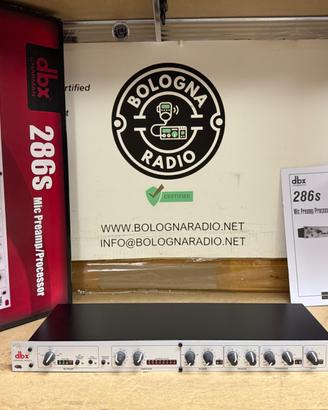 dbx
HARMAN
286s
Mic Preamp/Processor
rtified
BOLOGNA
RADIO
CERTIFIED
WWW.BOLOGNARADIO.NET
INFO@BOLOGNARADIO.NET
dbx
286s
Mic Preamp/Processor
dbx